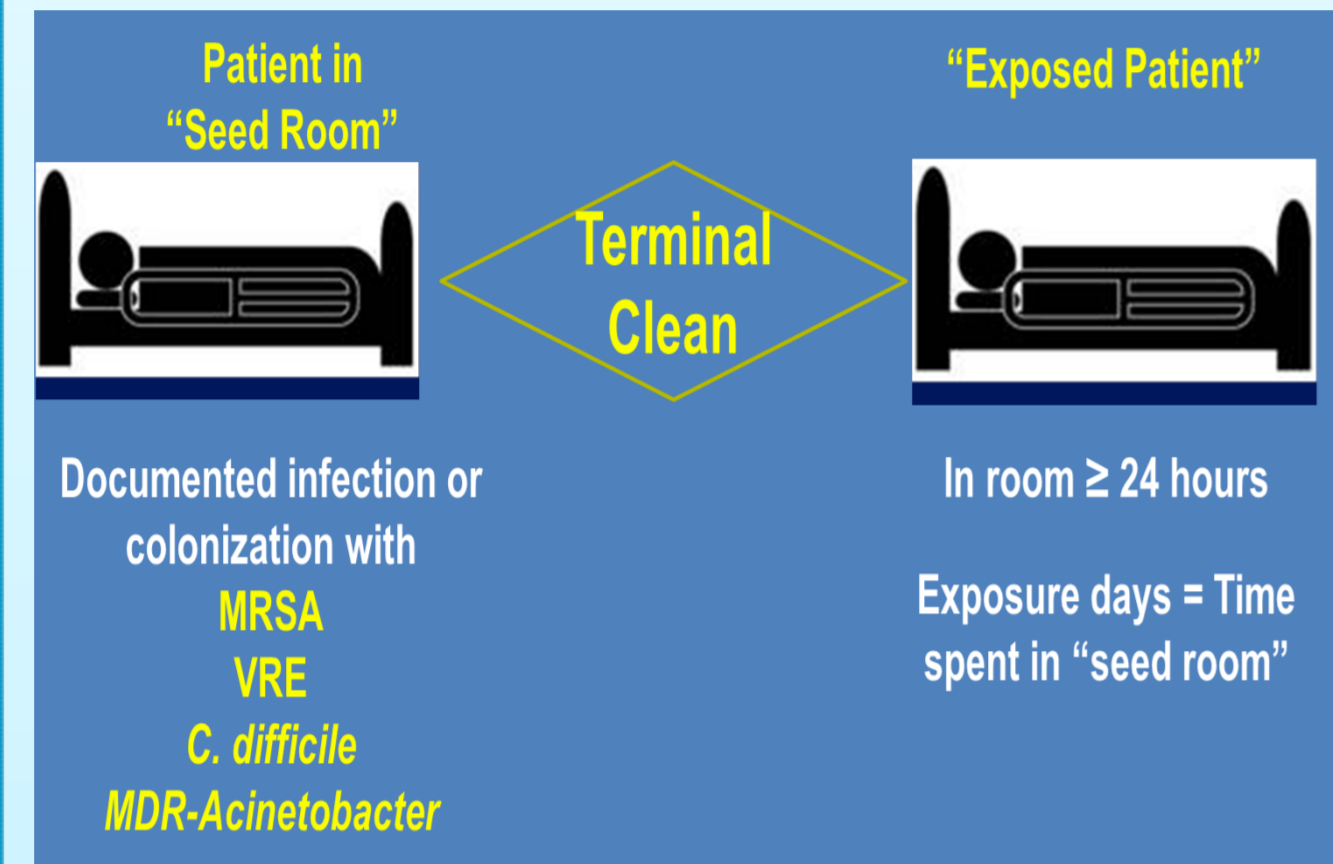 Patient in
“Seed Room”
“Exposed Patient”
Terminal
Clean
Documented infection or
colonization with
MRSA
VRE
C. difficile
MDR-Acinetobacter
In room ≥ 24 hours
Exposure days = Time
spent in “seed room”